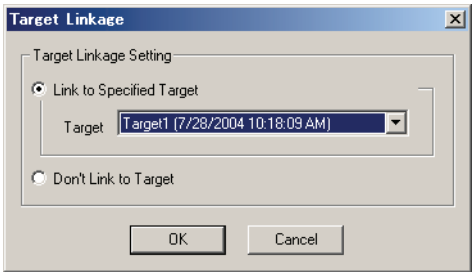 Target Linkage
Target Linkage Setting
Link to Specified Target
Target Target1 (7/28/2004 10:18:09 AM)
Don't Link to Target
OK Cancel